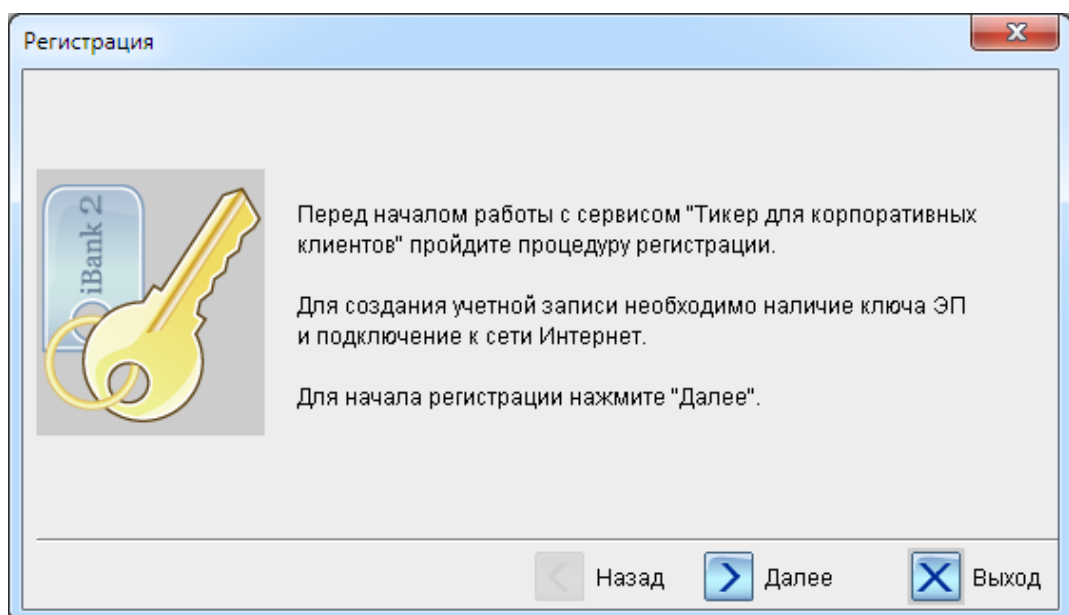 Регистрация
iBank 2
Перед началом работы с сервисом "Тикер для корпоративных
клиентов" пройдите процедуру регистрации.
Для создания учетной записи необходимо наличие ключа ЭП
и подключение к сети Интернет.
Для начала регистрации нажмите "Далее".
Назад Далее Выход